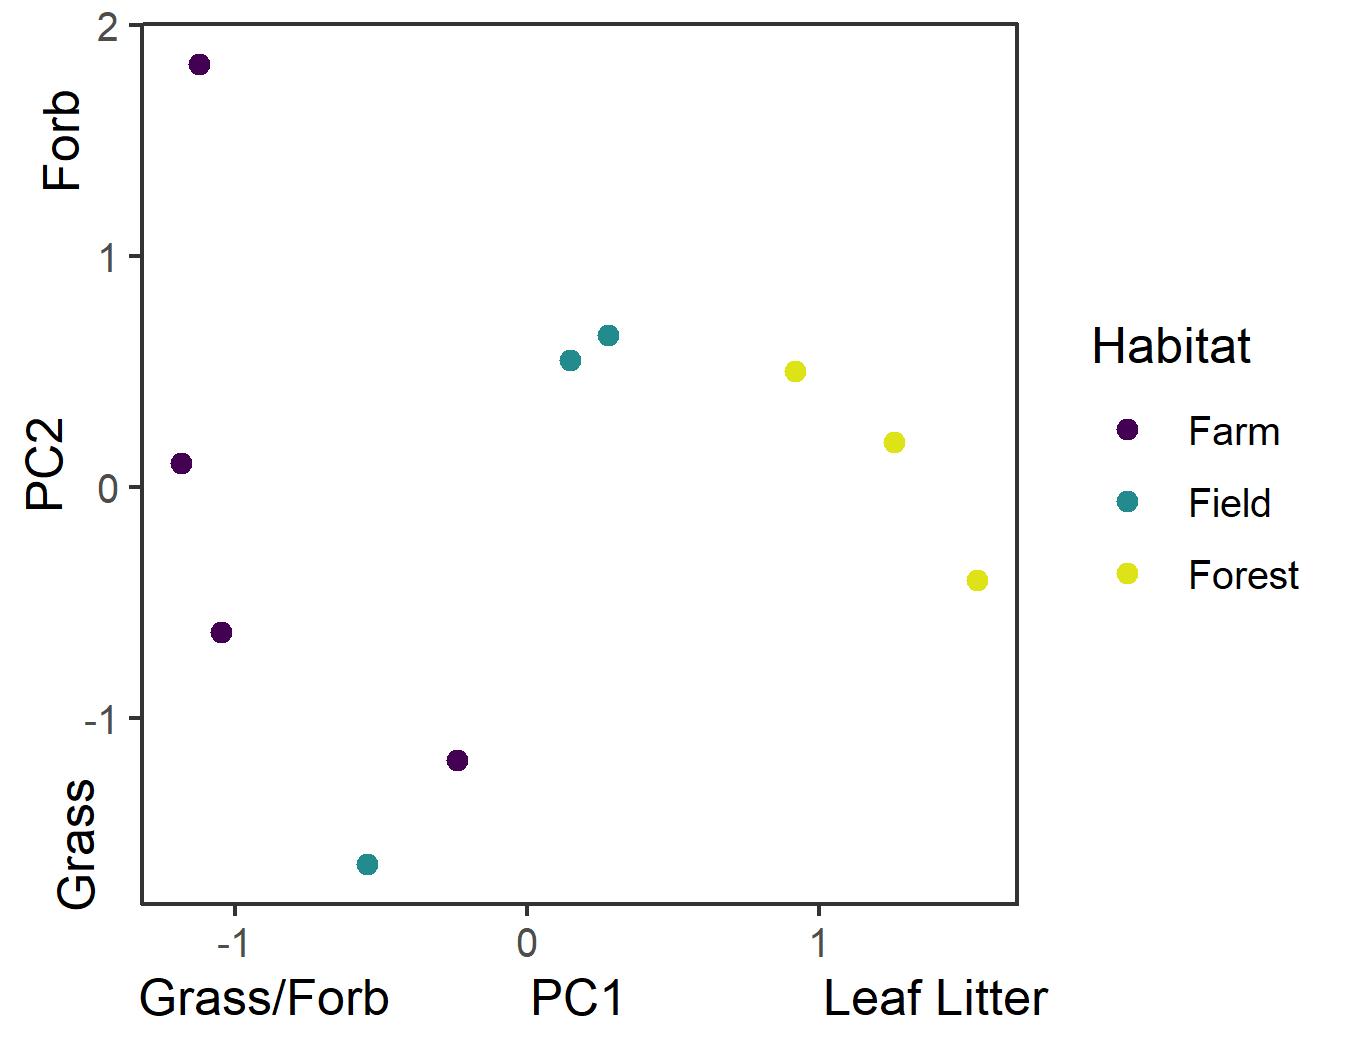 2
1
0
-1
Forb
PC2
Grass
-1
0
1
Grass/Forb
PC1
Leaf Litter
Habitat
Farm
Field
Forest